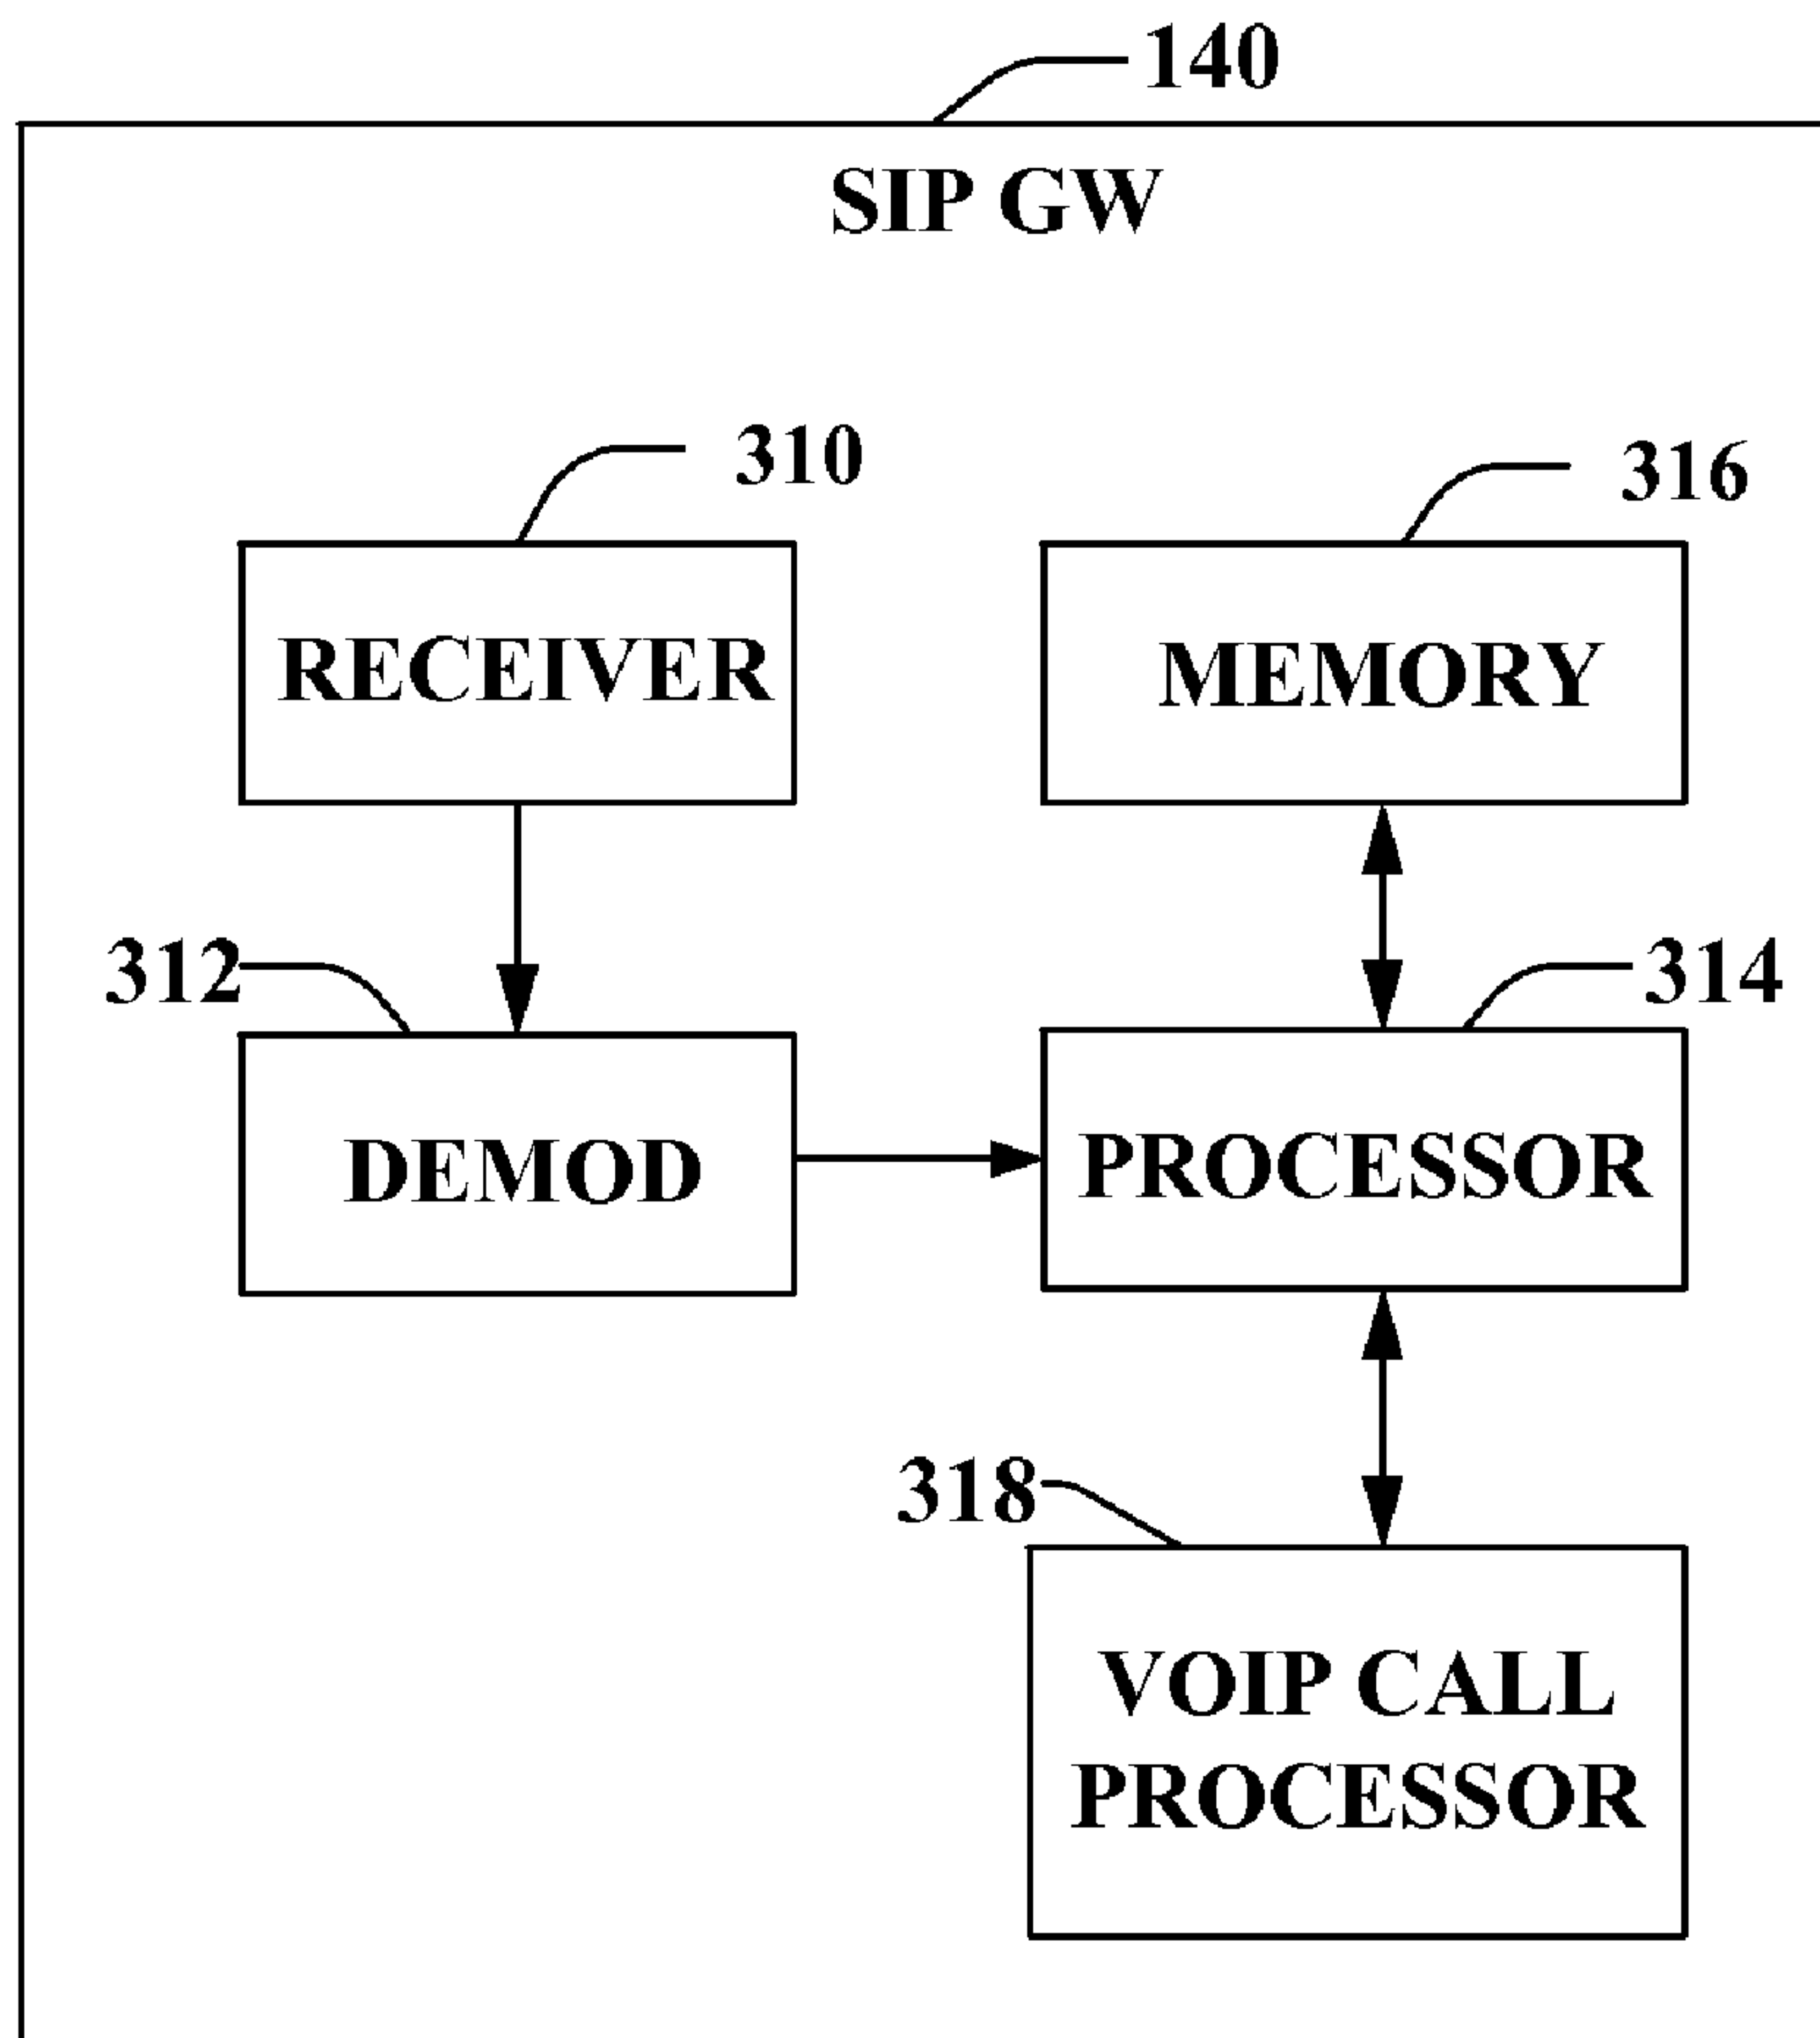 140
SIP GW
310
316
RECEIVER
MEMORY
312
314
DEMOD
PROCESSOR
318
VOIP CALL
PROCESSOR